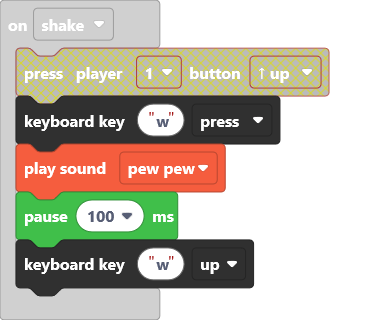 on shake
press player 1 button ↑ up
keyboard key "w" press
play sound pew pew
pause 100 ms
keyboard key "w" up